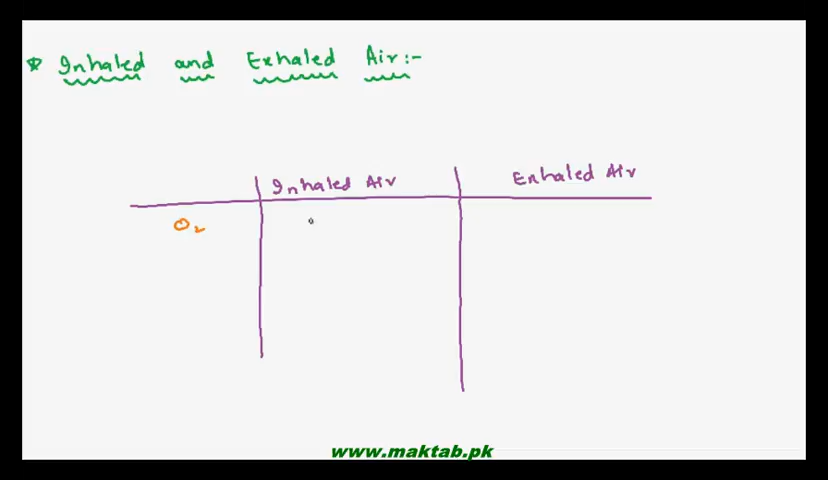 * Inhaled and Exhaled Air:-
Inhaled Air Exhaled Air
O₂
www.maktab.pk